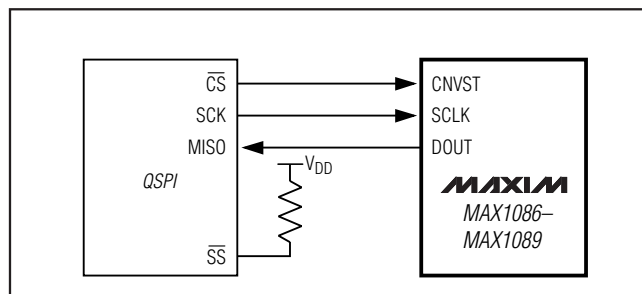 CS
CNVST
SCK
SCLK
MISO
DOUT
VDD
QSPI
MAXIM
MAX1086–
MAX1089
SS